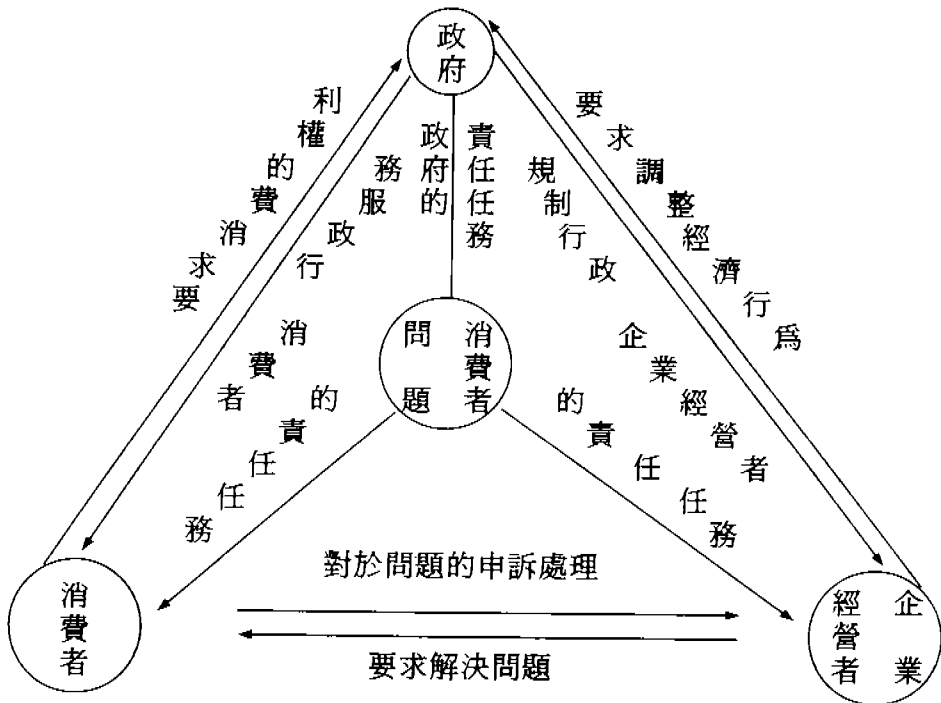 政府
要求消費的權利
行政服務
政府的
責任任務
規制行政
要求調整經濟行爲
消費者
問題
消費者
的責任任務
企業經營者
的責任任務
對於問題的申訴處理
要求解決問題
消費者
企業
經營者